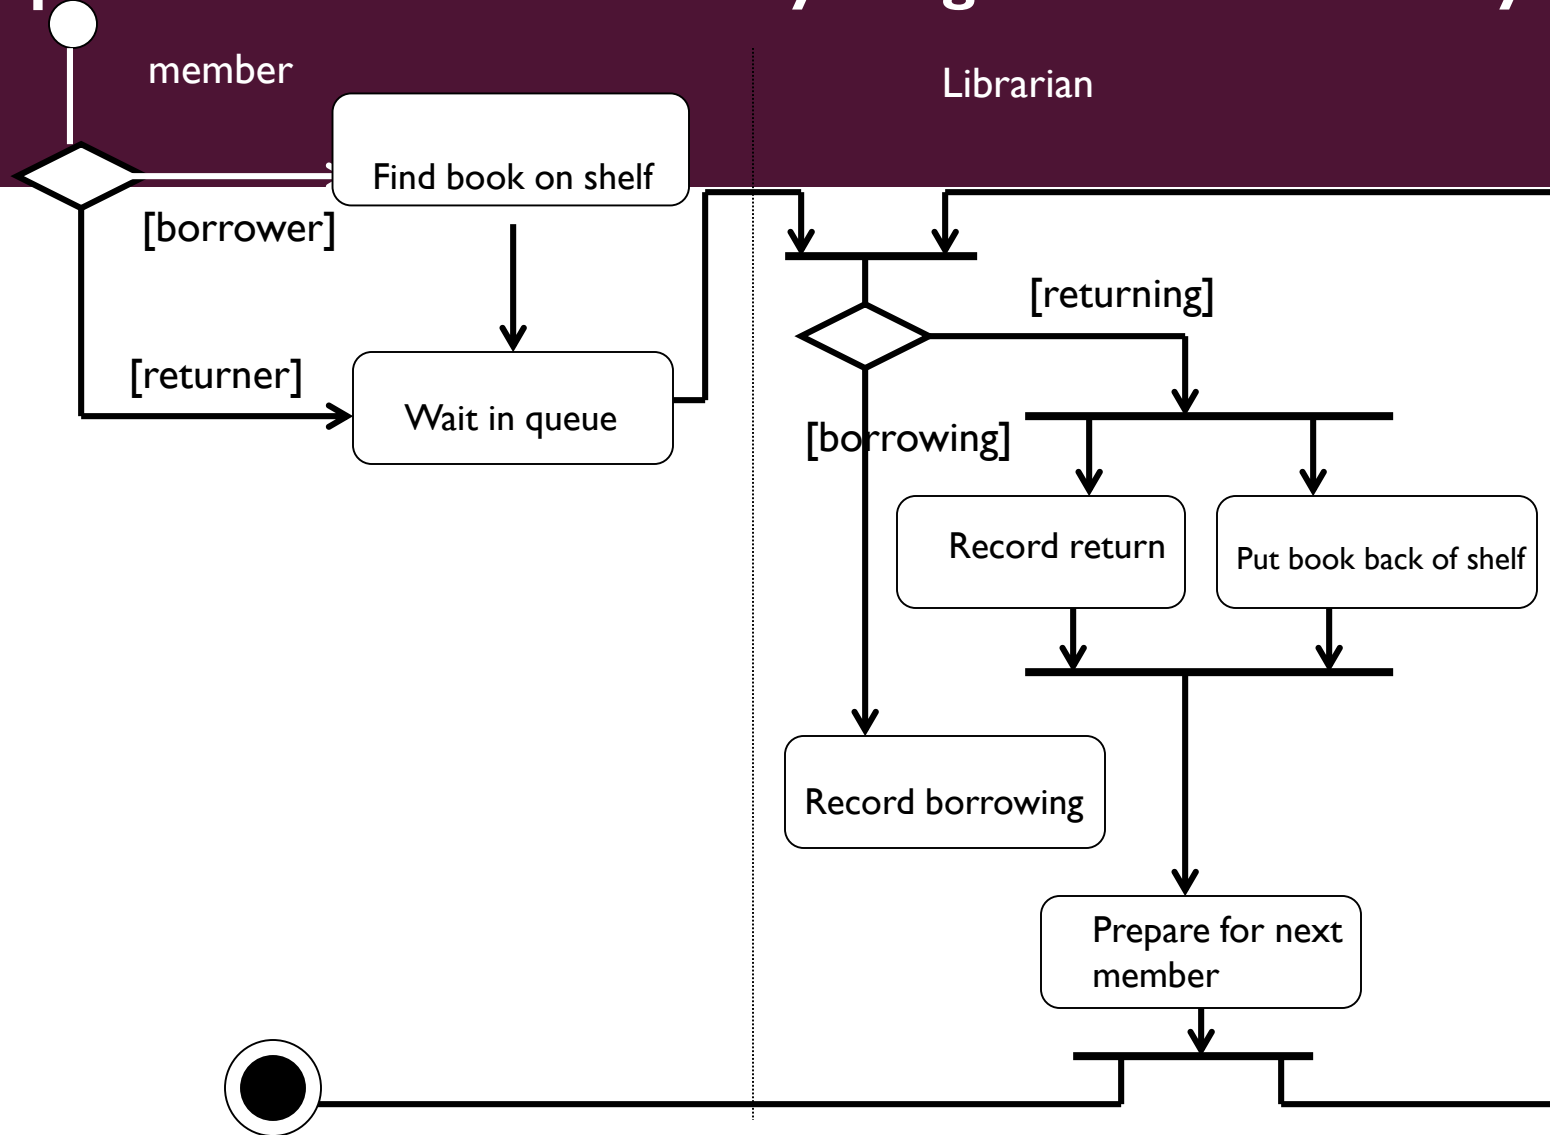 member
Librarian
Find book on shelf
[borrower]
[returning]
[returner]
Wait in queue
[borrowing]
Record return
Put book back of shelf
Record borrowing
Prepare for next
member